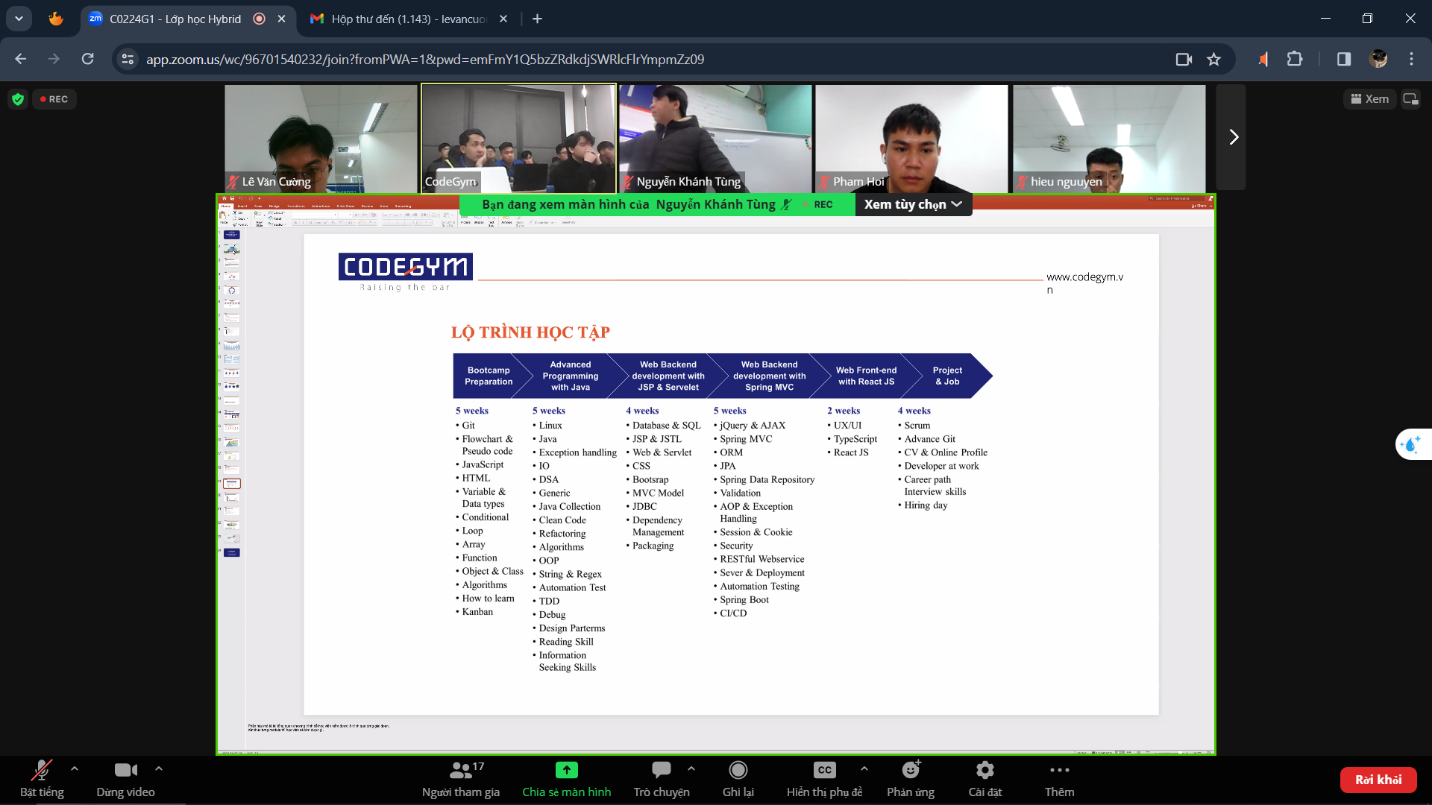 C0224G1 - Lớp học Hybrid
Hộp thư đến (1.143) - levancuo
app.zoom.us/wc/96701540232/join?fromPWA=1&pwd=emFmY1Q5bzZRdkdjSWRlcFIrYmpmZz09
REC
Xem
Lê Văn Cường
CodeGym
Nguyễn Khánh Tùng
Pham Hoi
hieu nguuyen
Bạn đang xem màn hình của Nguyễn Khánh Tùng
REC
Xem tùy chọn
CODEGYM
Raising the bar
www.codegym.v
n
LỘ TRÌNH HỌC TẬP
Bootcamp
Preparation
Advanced
Programming
with Java
Web Backend
development with
JSP & Servelet
Web Backend
development with
Spring MVC
Web Front-end
with React JS
Project
& Job
5 weeks
• Git
• Flowchart &
Pseudo code
• JavaScript
• HTML
• Variable &
Data types
• Conditional
• Loop
• Array
• Function
• Object & Class
• Algorithms
• How to learn
• Kanban
5 weeks
• Linux
• Java
• Exception handling
• IO
• DSA
• Generic
• Java Collection
• Clean Code
• Refactoring
• Algorithms
• OOP
• String & Regex
• Automation Test
• TDD
• Debug
• Design Parterms
• Reading Skill
• Information
Seeking Skills
4 weeks
• Database & SQL
• JSP & JSTL
• Web & Servlet
• CSS
• Bootsrap
• MVC Model
• JDBC
• Dependency
Management
• Packaging
5 weeks
• jQuery & AJAX
• Spring MVC
• ORM
• JPA
• Spring Data Repository
• Validation
• AOP & Exception
Handling
• Session & Cookie
• Security
• RESTful Webservice
• Sever & Deployment
• Automation Testing
• Spring Boot
• CI/CD
2 weeks
• UX/UI
• TypeScript
• React JS
4 weeks
• Scrum
• Advance Git
• CV & Online Profile
• Developer at work
• Career path
Interview skills
• Hiring day
Bật tiếng
Dừng video
17
Người tham gia
Chia sẻ màn hình
Trò chuyện
Ghi lại
CC
Hiển thị phụ đề
Phản ứng
Cài đặt
Thêm
Rời khỏi